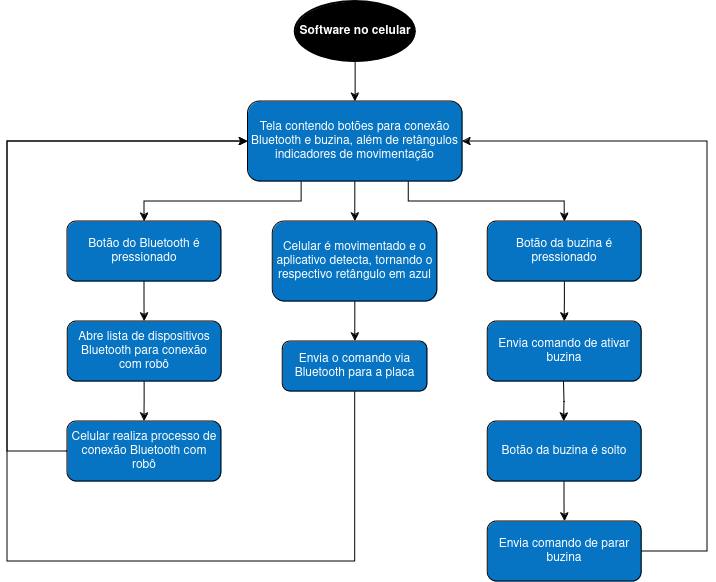 Software no celular
Tela contendo botões para conexão
Bluetooth e buzina, além de retângulos
indicadores de movimentação
Botão do Bluetooth é
pressionado
Celular é movimentado e o
aplicativo detecta, tornando o
respectivo retângulo em azul
Botão da buzina é
pressionado
Abre lista de dispositivos
Bluetooth para conexão
com robô
Envia o comando via
Bluetooth para a placa
Envia comando de ativar
buzina
Celular realiza processo de
conexão Bluetooth com
robô
Botão da buzina é solto
Envia comando de parar
buzina